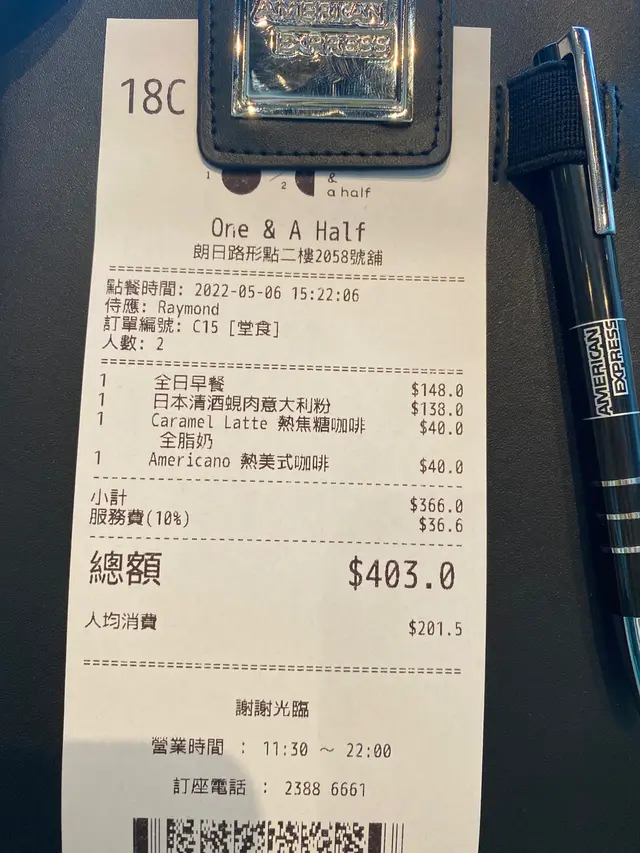 AMERICAN
EXPRESS
18C
1 / 2 &
a half
One & A Half
朗日路形點二樓2058號舖
點餐時間: 2022-05-06 15:22:06
侍應: Raymond
訂單編號: C15 [堂食]
人數: 2
1 全日早餐 $148.0
1 日本清酒蜆肉意大利粉 $138.0
1 Caramel Latte 熱焦糖咖啡 $40.0
全脂奶
1 Americano 熱美式咖啡 $40.0
小計 $366.0
服務費(10%) $36.6
總額 $403.0
人均消費 $201.5
謝謝光臨
營業時間 : 11:30 ~ 22:00
訂座電話 : 2388 6661
AMERICAN
EXPRESS